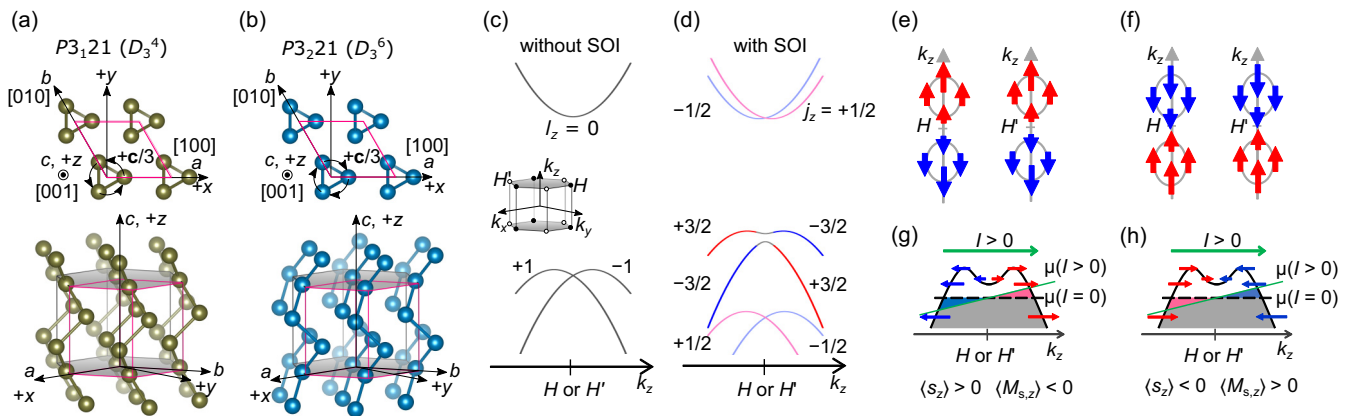 (a)
P3₁21 (D₃⁴)
+y
b
[010]
[100]
a
+x
+c/3
c, +z
[001]
c, +z
a
+x
b
+y
(b)
P3₂21 (D₃⁶)
+y
b
[010]
[100]
a
+x
+c/3
c, +z
[001]
c, +z
a
+x
b
+y
(c)
without SOI
l_z = 0
k_z
H'
H
k_x
k_y
+1
−1
H or H'
k_z
(d)
with SOI
−1/2
j_z = +1/2
+3/2
−3/2
−3/2
+3/2
+1/2
−1/2
H or H'
k_z
(e)
k_z
k_z
H
H'
(f)
k_z
k_z
H
H'
(g)
I > 0
μ(I > 0)
μ(I = 0)
H or H'
k_z
⟨s_z⟩ > 0 ⟨M_s,z⟩ < 0
(h)
I > 0
μ(I > 0)
μ(I = 0)
H or H'
k_z
⟨s_z⟩ < 0 ⟨M_s,z⟩ > 0